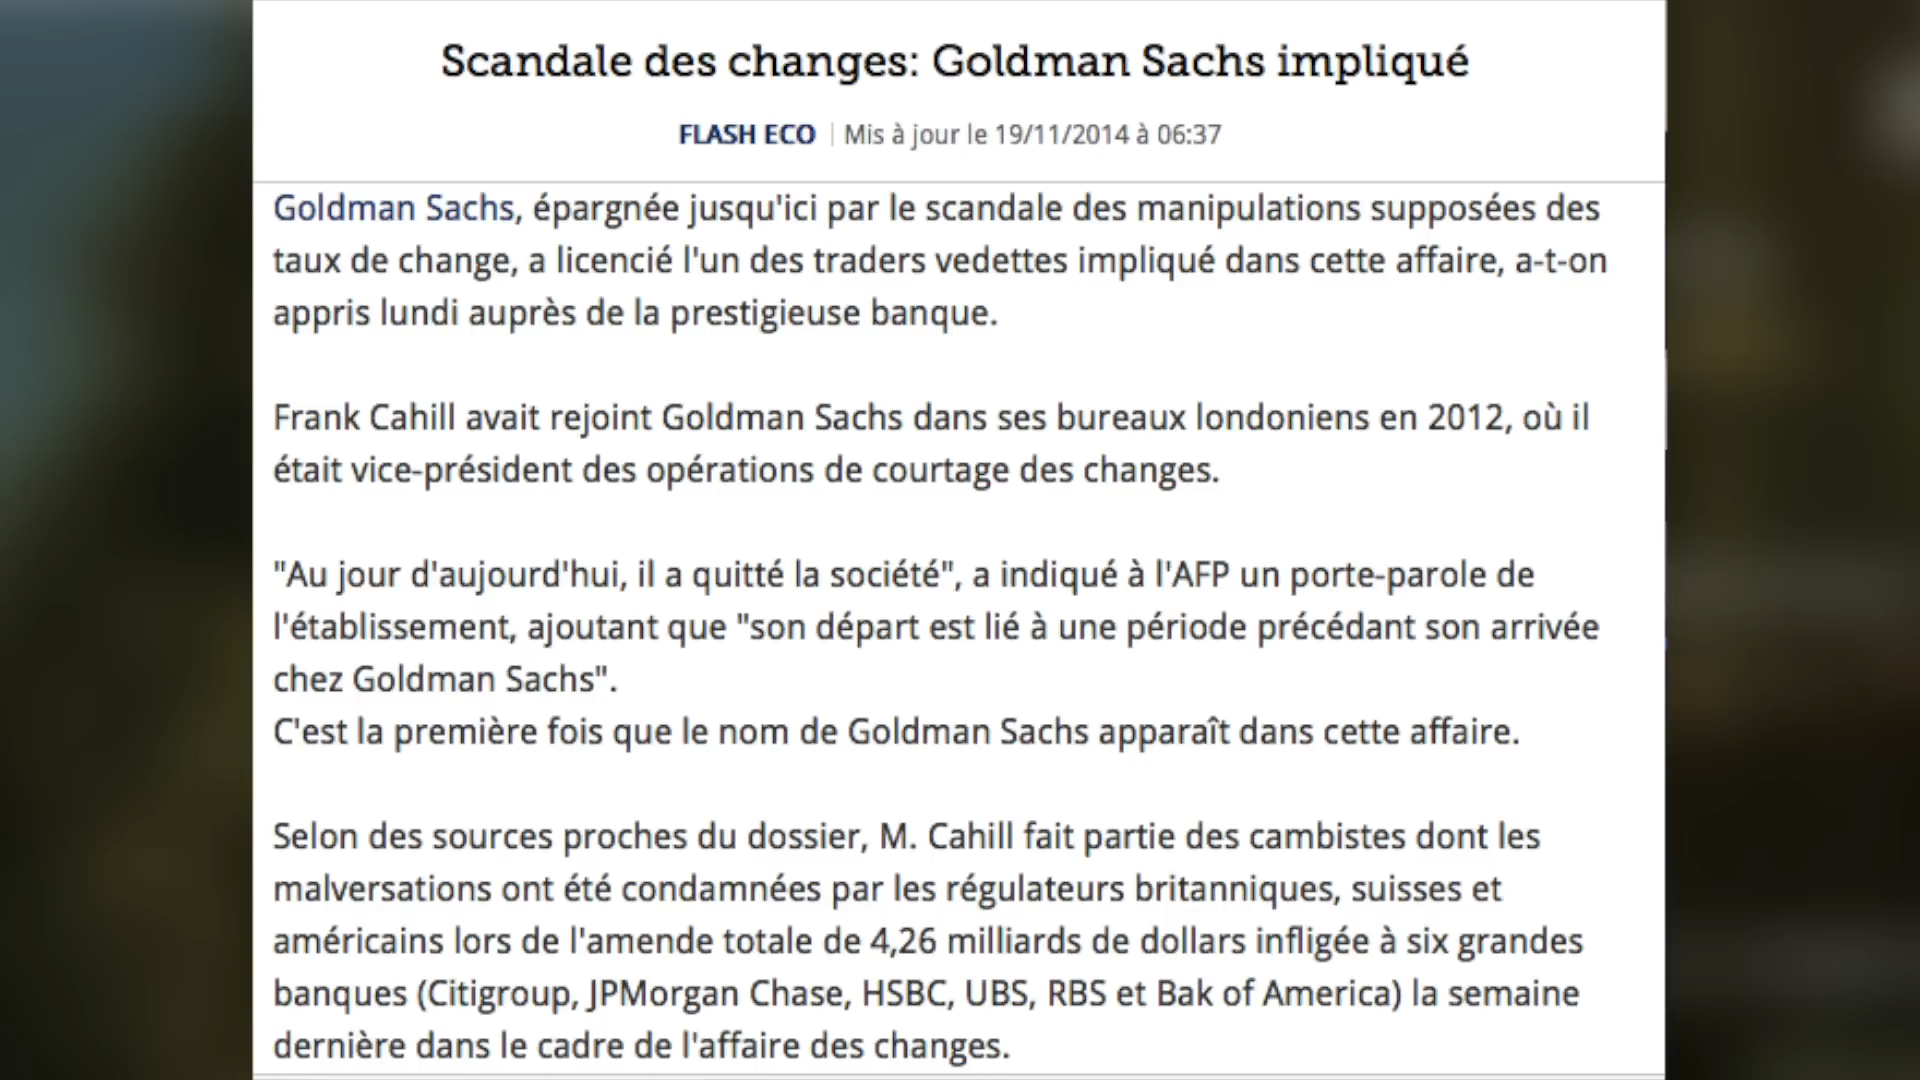 Scandale des changes: Goldman Sachs impliqué
FLASH ECO | Mis à jour le 19/11/2014 à 06:37
Goldman Sachs, épargnée jusqu'ici par le scandale des manipulations supposées des
taux de change, a licencié l'un des traders vedettes impliqué dans cette affaire, a-t-on
appris lundi auprès de la prestigieuse banque.
Frank Cahill avait rejoint Goldman Sachs dans ses bureaux londoniens en 2012, où il
était vice-président des opérations de courtage des changes.
"Au jour d'aujourd'hui, il a quitté la société", a indiqué à l'AFP un porte-parole de
l'établissement, ajoutant que "son départ est lié à une période précédant son arrivée
chez Goldman Sachs".
C'est la première fois que le nom de Goldman Sachs apparaît dans cette affaire.
Selon des sources proches du dossier, M. Cahill fait partie des cambistes dont les
malversations ont été condamnées par les régulateurs britanniques, suisses et
américains lors de l'amende totale de 4,26 milliards de dollars infligée à six grandes
banques (Citigroup, JPMorgan Chase, HSBC, UBS, RBS et Bak of America) la semaine
dernière dans le cadre de l'affaire des changes.